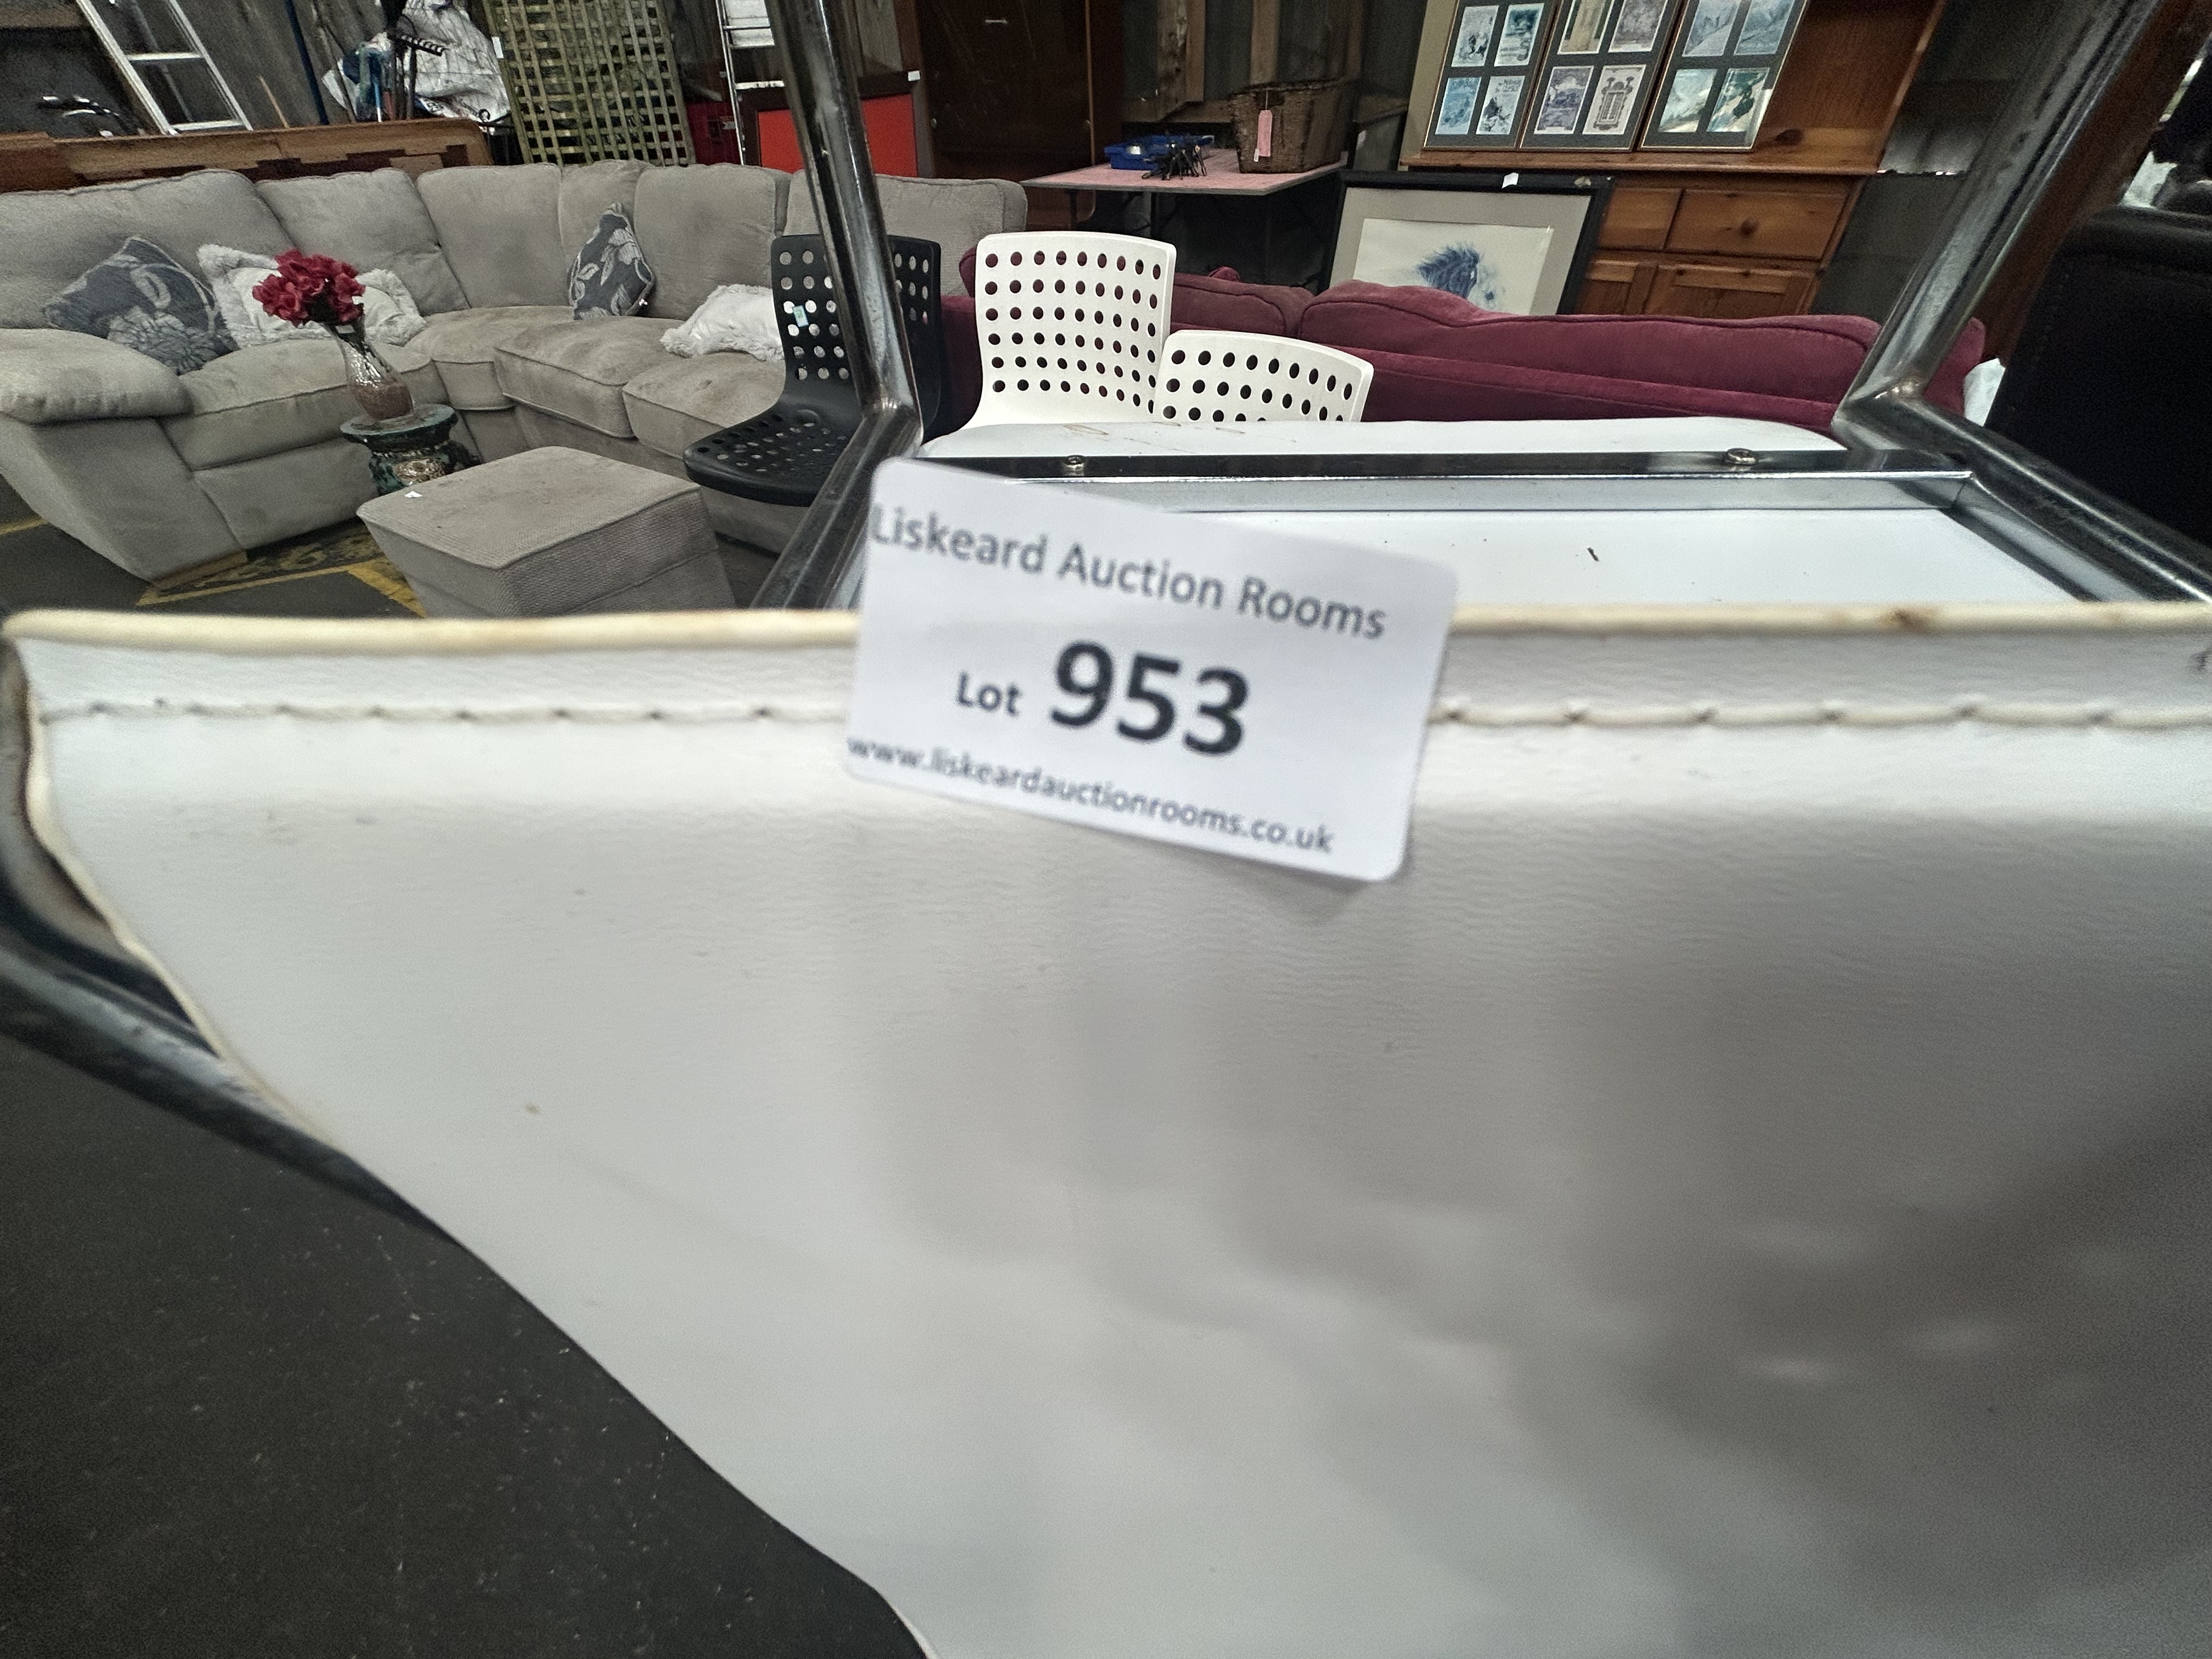 Liskeard Auction Rooms
Lot 953
www.liskeardauctionrooms.co.uk